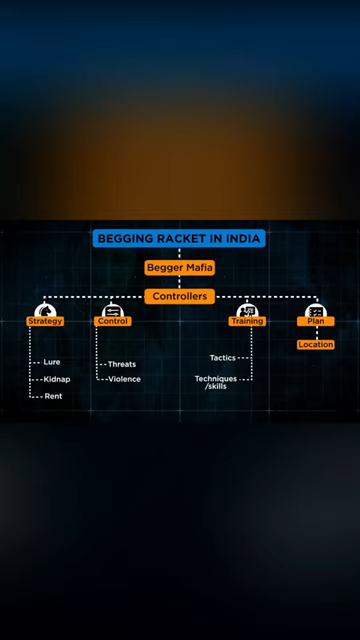 BEGGING RACKET IN INDIA
Begger Mafia
Controllers
Strategy
Control
Training
Plan
Lure
Kidnap
Rent
Threats
Violence
Tactics
Techniques
/skills
Location